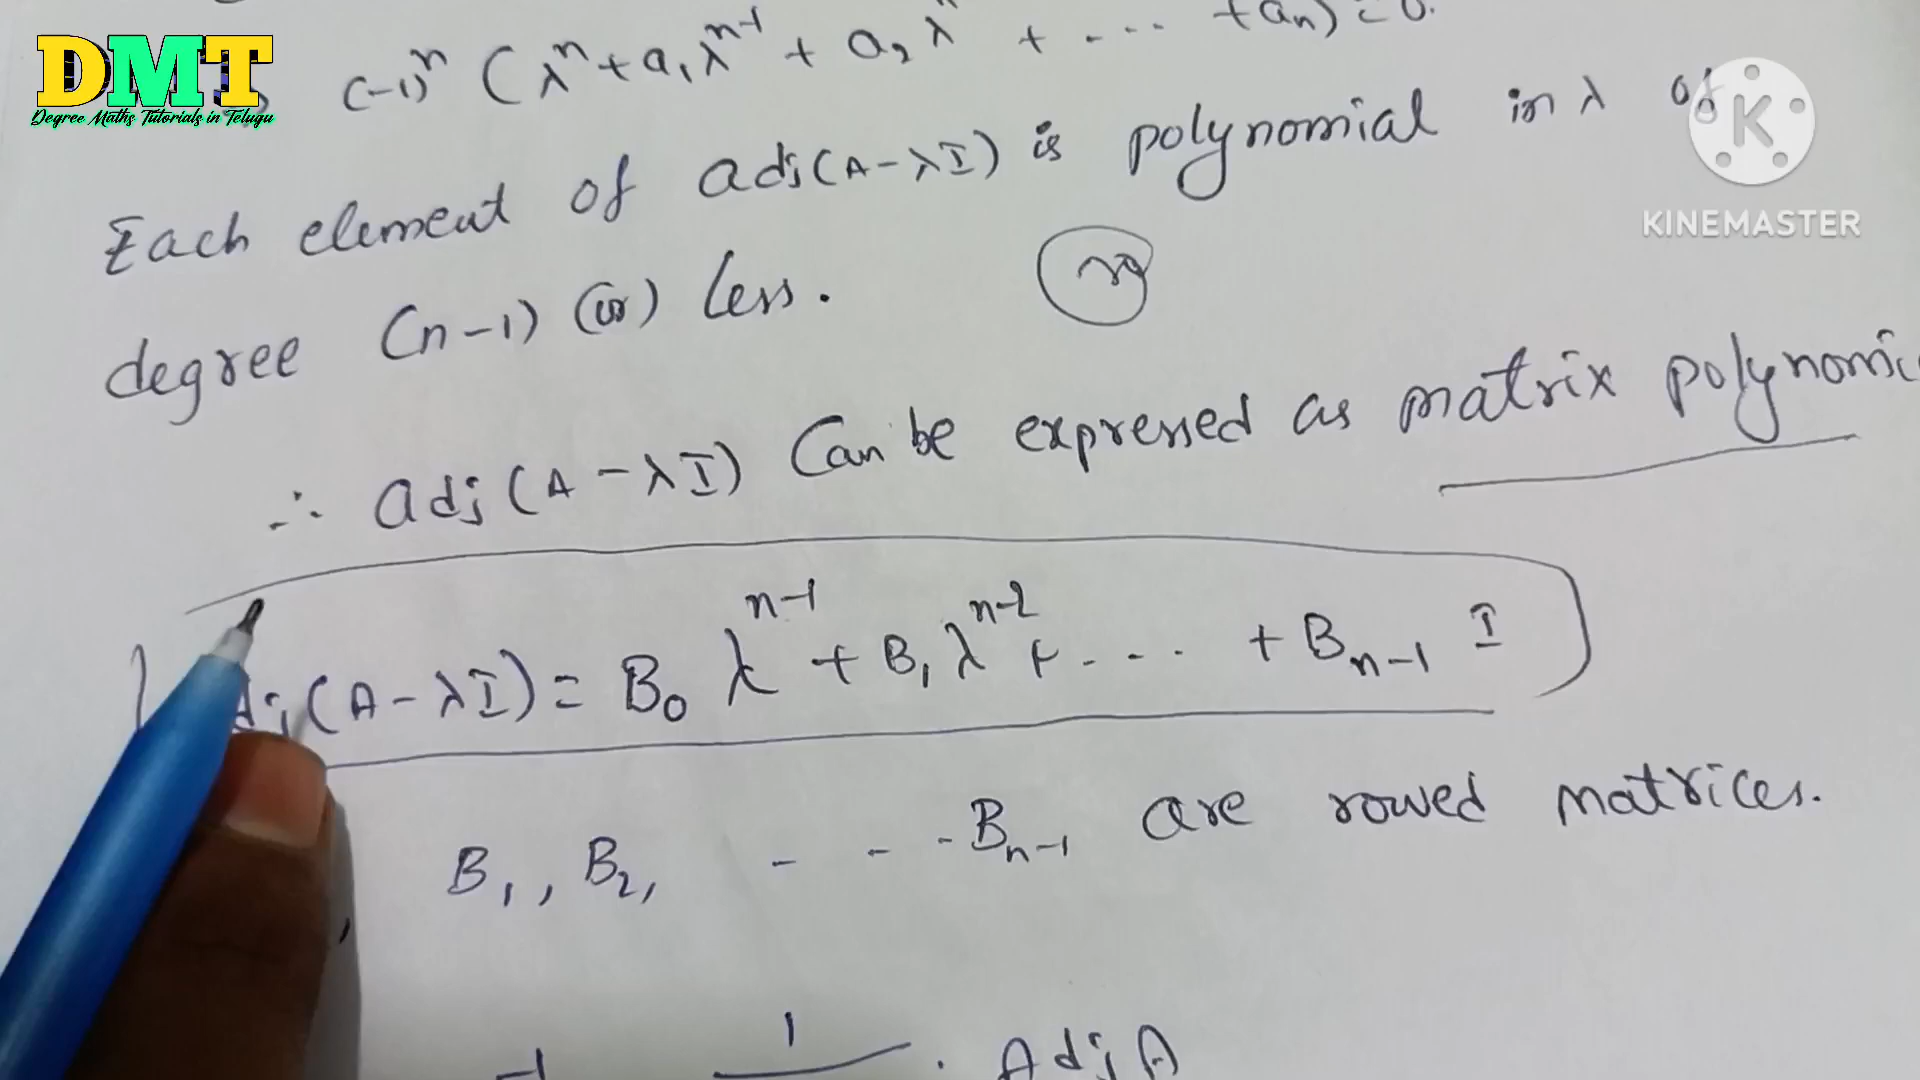 DMT
Degree Maths Tutorials in Telugu
(-1)ⁿ (λⁿ + a₁λⁿ⁻¹ + a₂λ + - - - + aₙ) = 0.
Each element of adj(A-λI) is polynomial in λ of
K
KINEMASTER
degree (n-1) (or) less.
∴ adj(A-λI) Can be expressed as matrix polynomi
(A-λI) = B₀ λⁿ⁻¹ + B₁ λⁿ⁻² + - - - + Bₙ₋₁ I
B₁, B₂, - - - Bₙ₋₁ are rowed matrices.
-1 1 . Adj A